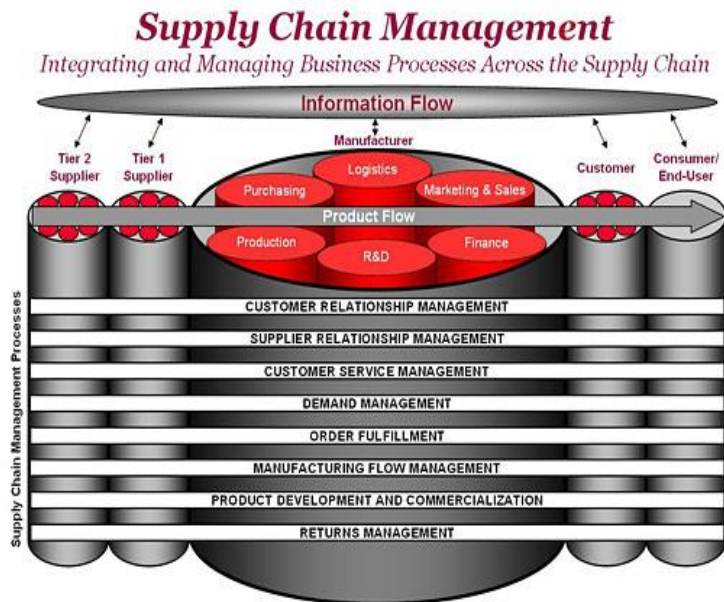 Supply Chain Management
Integrating and Managing Business Processes Across the Supply Chain
Information Flow
Tier 2
Supplier
Tier 1
Supplier
Manufacturer
Customer
Consumer/
End-User
Logistics
Purchasing
Marketing & Sales
Product Flow
Production
R&D
Finance
Supply Chain Management Processes
CUSTOMER RELATIONSHIP MANAGEMENT
SUPPLIER RELATIONSHIP MANAGEMENT
CUSTOMER SERVICE MANAGEMENT
DEMAND MANAGEMENT
ORDER FULFILLMENT
MANUFACTURING FLOW MANAGEMENT
PRODUCT DEVELOPMENT AND COMMERCIALIZATION
RETURNS MANAGEMENT